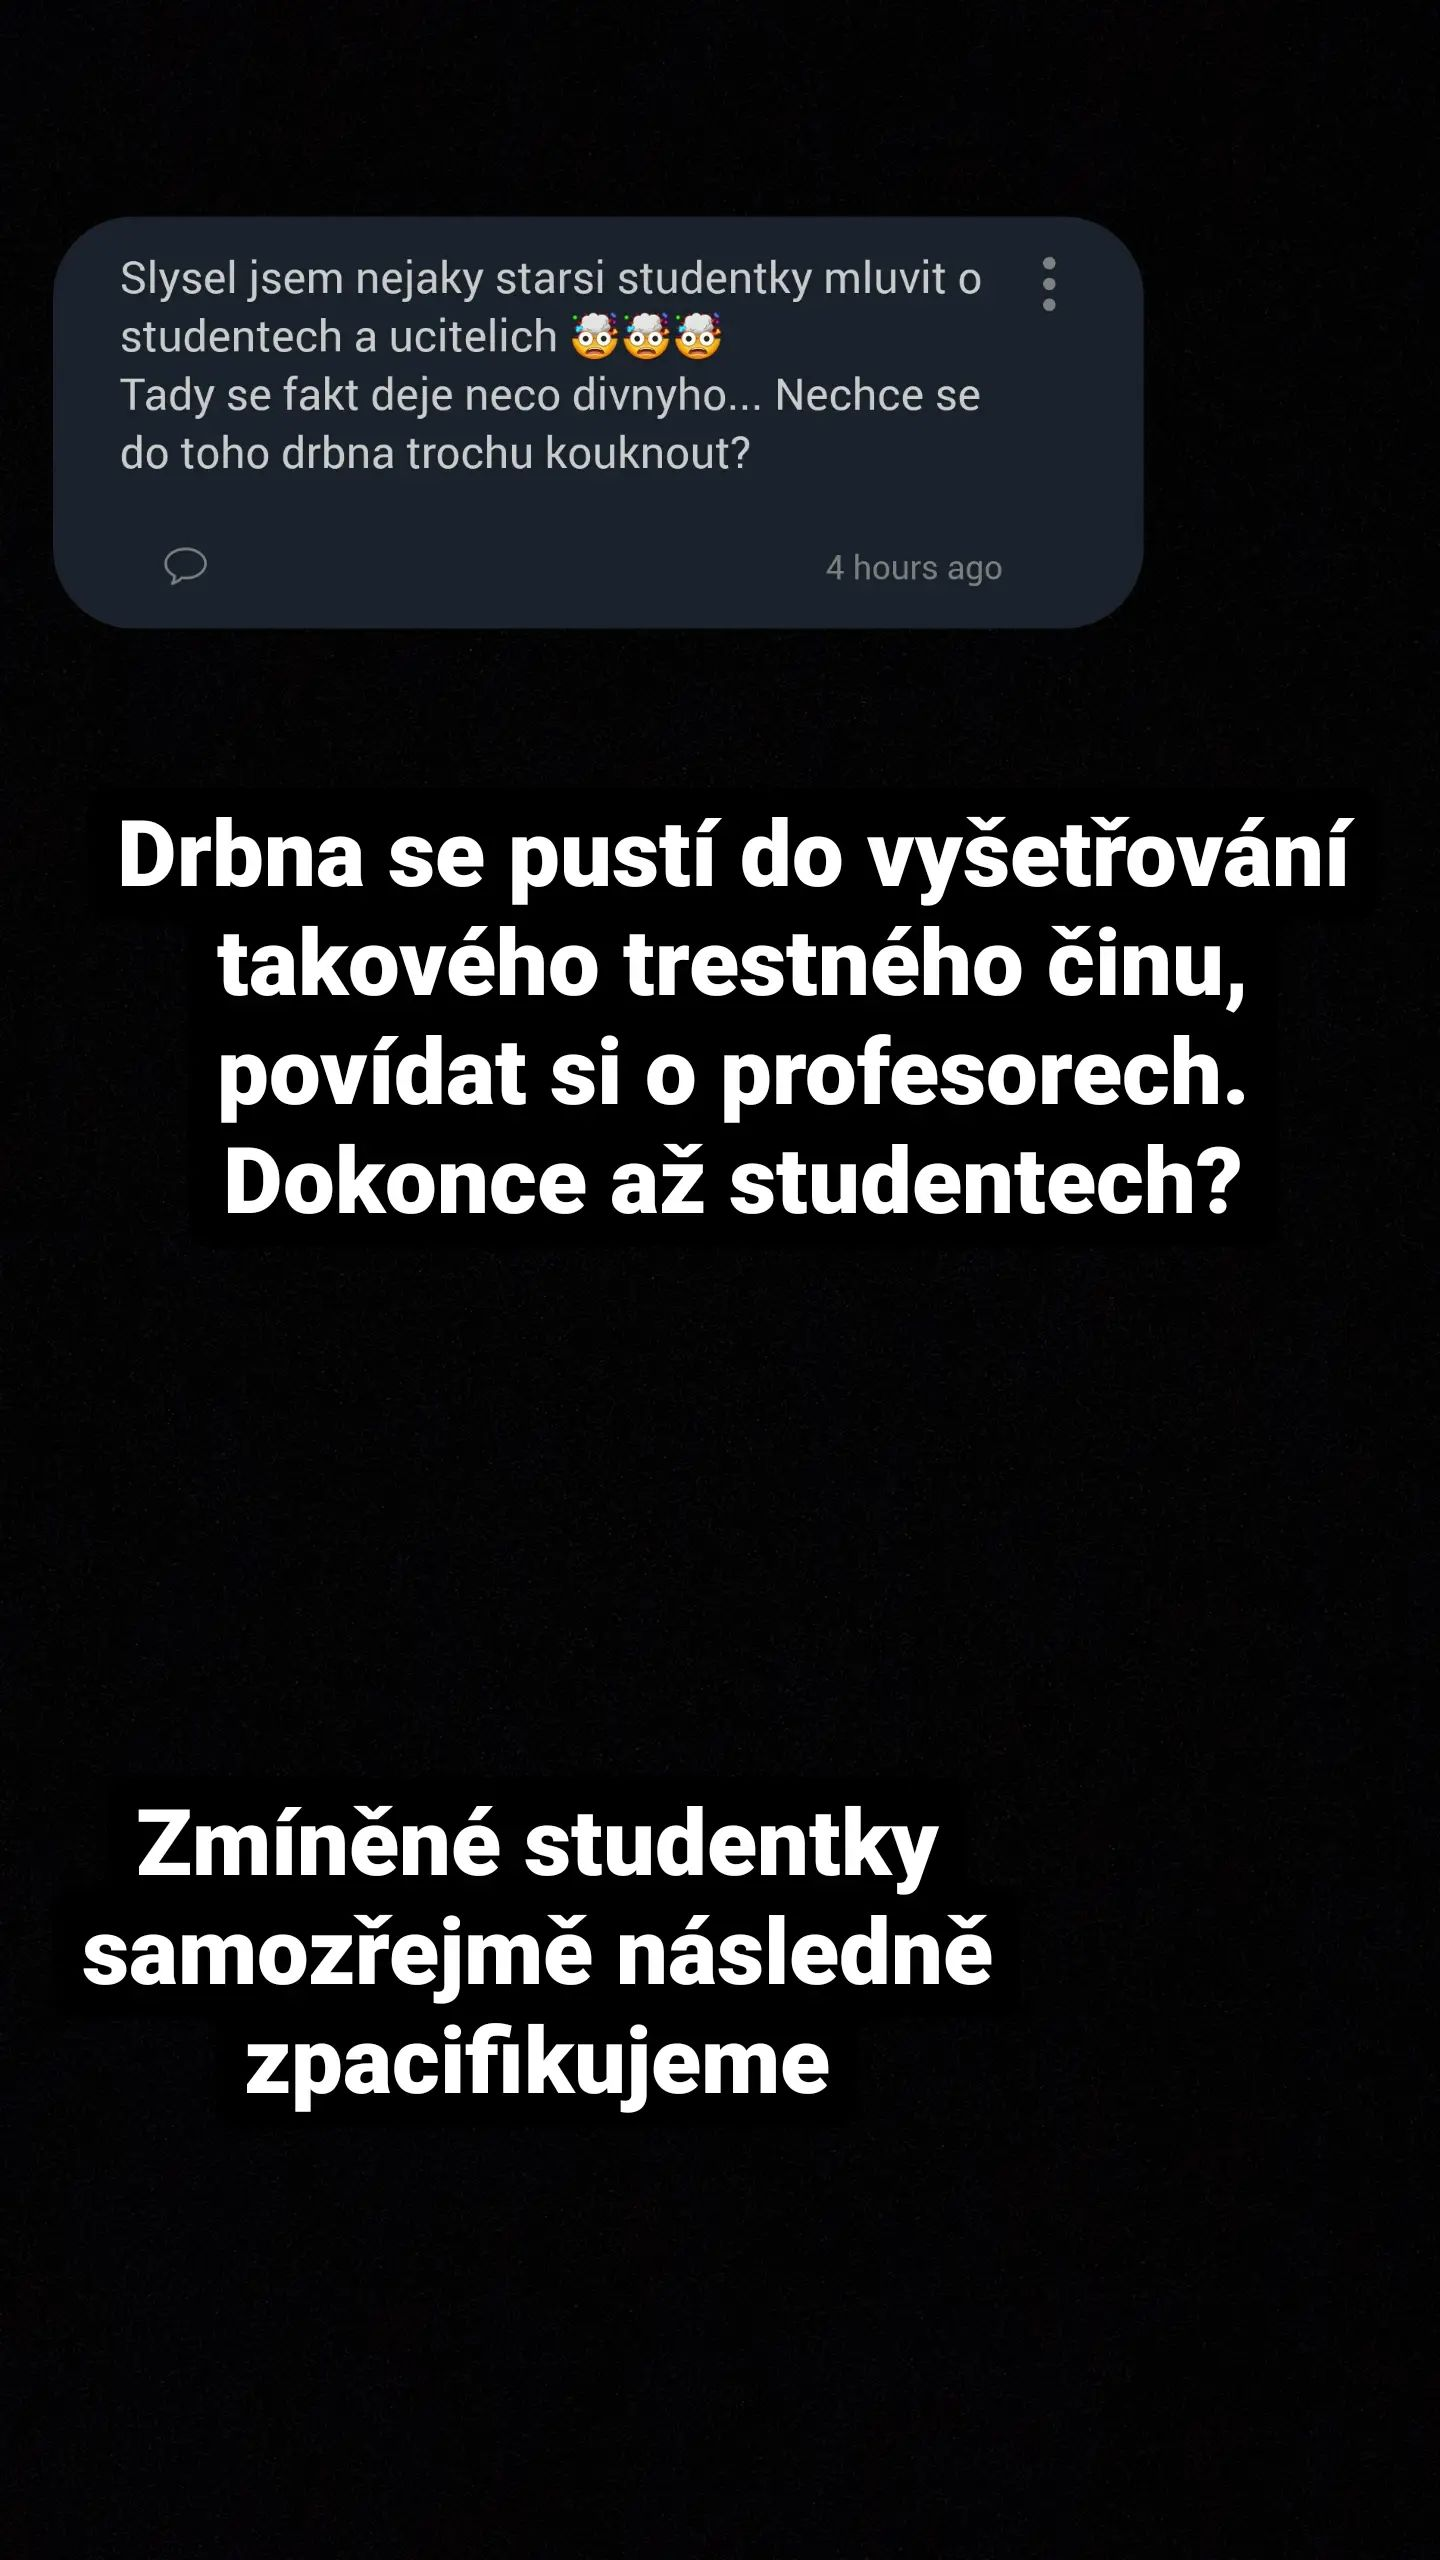 Slysel jsem nejaky starsi studentky mluvit o
studentech a ucitelich 🤯🤯🤯
Tady se fakt deje neco divnyho... Nechce se
do toho drbna trochu kouknout?
4 hours ago
Drbna se pustí do vyšetřování
takového trestného činu,
povídat si o profesorech.
Dokonce až studentech?
Zmíněné studentky
samozřejmě následně
zpacifikujeme